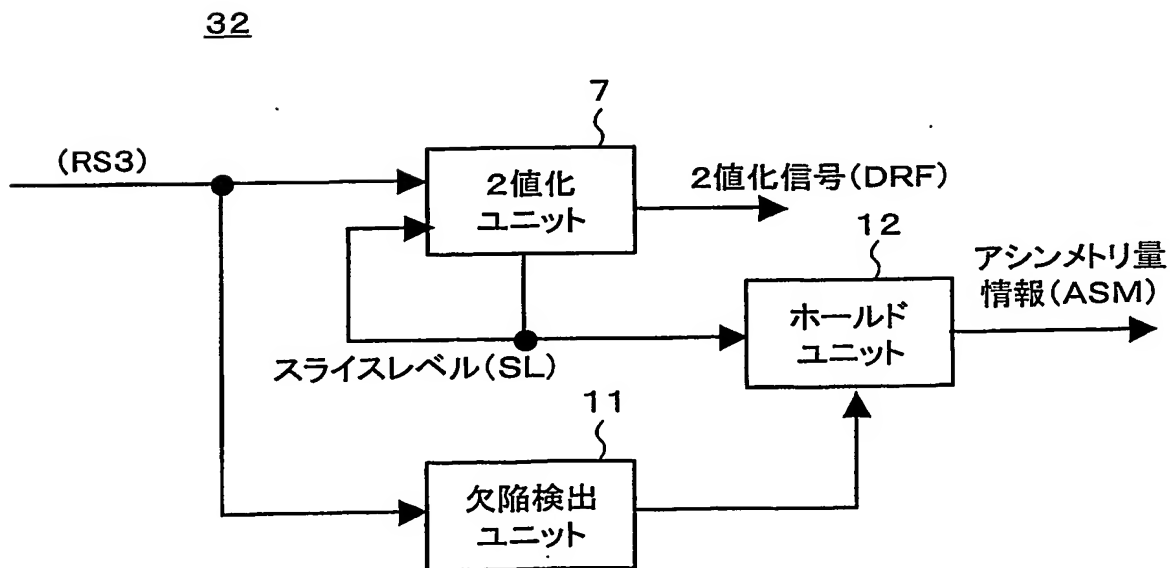 32
7
(RS3)
2値化
ユニット
2値化信号(DRF)
12
アシンメトリ量
情報(ASM)
ホールド
ユニット
スライスレベル(SL)
11
欠陥検出
ユニット